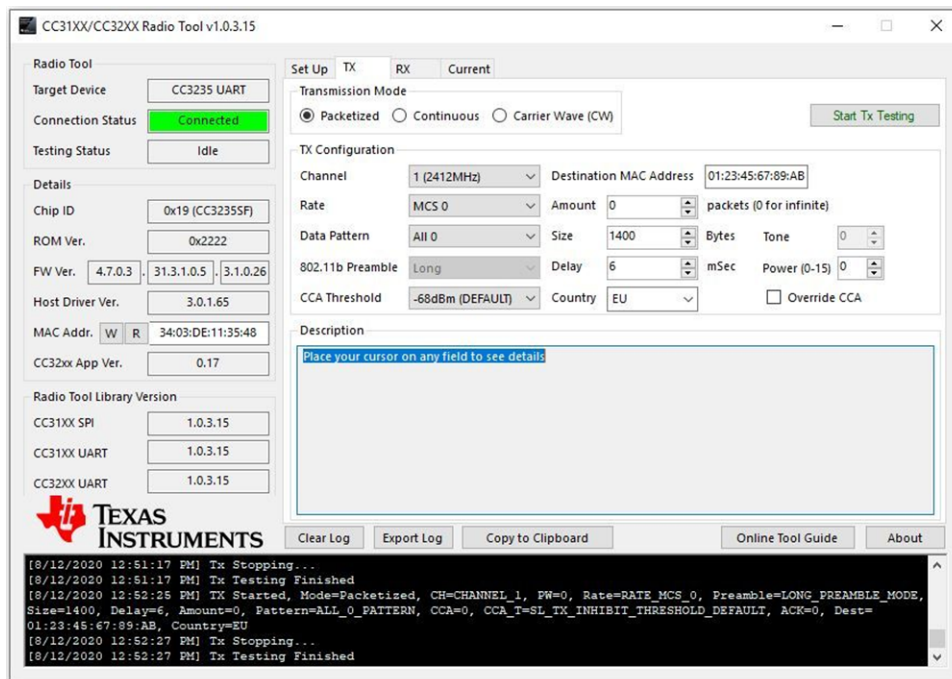 CC31XX/CC32XX Radio Tool v1.0.3.15
Radio Tool
Target Device CC3235 UART
Connection Status Connected
Testing Status Idle
Details
Chip ID 0x19 (CC3235SF)
ROM Ver. 0x2222
FW Ver. 4.7.0.3 . 31.3.1.0.5 . 3.1.0.26
Host Driver Ver. 3.0.1.65
MAC Addr. W R 34:03:DE:11:35:48
CC32xx App Ver. 0.17
Radio Tool Library Version
CC31XX SPI 1.0.3.15
CC31XX UART 1.0.3.15
CC32XX UART 1.0.3.15
TEXAS
INSTRUMENTS
Set Up TX RX Current
Transmission Mode
Packetized Continuous Carrier Wave (CW) Start Tx Testing
TX Configuration
Channel 1 (2412MHz) Destination MAC Address 01:23:45:67:89:AB
Rate MCS 0 Amount 0 packets (0 for infinite)
Data Pattern All 0 Size 1400 Bytes Tone 0
802.11b Preamble Long Delay 6 mSec Power (0-15) 0
CCA Threshold -68dBm (DEFAULT) Country EU Override CCA
Description
Place your cursor on any field to see details
Clear Log Export Log Copy to Clipboard Online Tool Guide About
[8/12/2020 12:51:17 PM] Tx Stopping...
[8/12/2020 12:51:17 PM] Tx Testing Finished
[8/12/2020 12:52:25 PM] TX Started, Mode=Packetized, CH=CHANNEL_1, PW=0, Rate=RATE_MCS_0, Preamble=LONG_PREAMBLE_MODE,
Size=1400, Delay=6, Amount=0, Pattern=ALL_0_PATTERN, CCA=0, CCA_T=SL_TX_INHIBIT_THRESHOLD_DEFAULT, ACK=0, Dest=
01:23:45:67:89:AB, Country=EU
[8/12/2020 12:52:27 PM] Tx Stopping...
[8/12/2020 12:52:27 PM] Tx Testing Finished